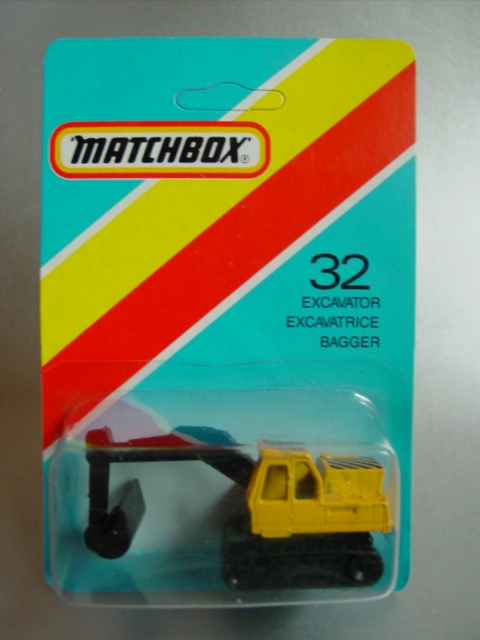 MATCHBOX®
32
EXCAVATOR
EXCAVATRICE
BAGGER